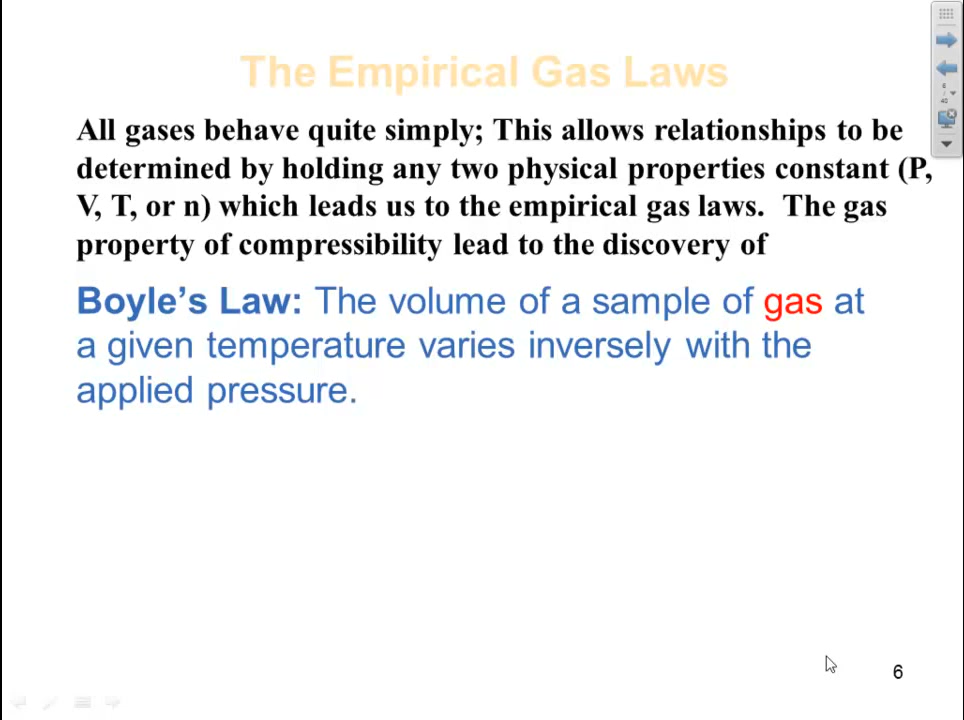 The Empirical Gas Laws
All gases behave quite simply; This allows relationships to be
determined by holding any two physical properties constant (P,
V, T, or n) which leads us to the empirical gas laws.  The gas
property of compressibility lead to the discovery of
Boyle’s Law: The volume of a sample of gas at
a given temperature varies inversely with the
applied pressure.
6
/
40
6